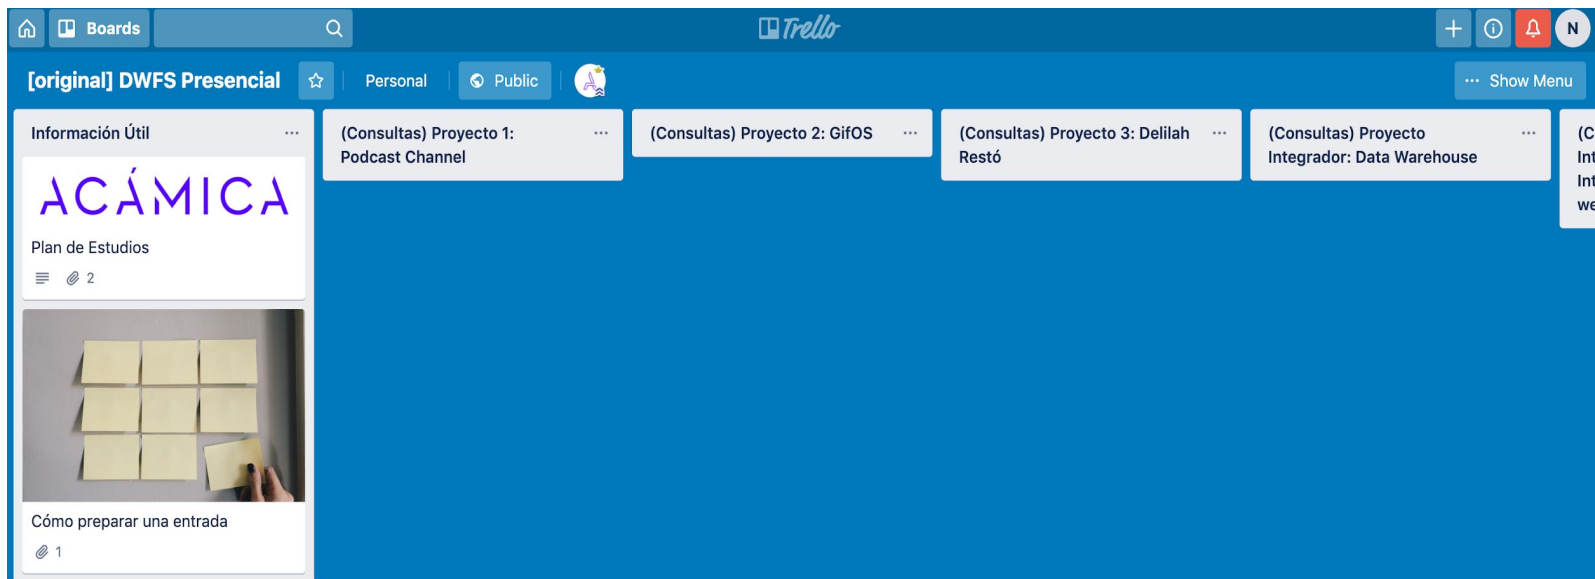 Boards
Trello
N
[original] DWFS Presencial
Personal
Public
Show Menu
Información Útil
ACÁMICA
Plan de Estudios
2
Cómo preparar una entrada
1
(Consultas) Proyecto 1:
Podcast Channel
(Consultas) Proyecto 2: GifOS
(Consultas) Proyecto 3: Delilah
Restó
(Consultas) Proyecto
Integrador: Data Warehouse